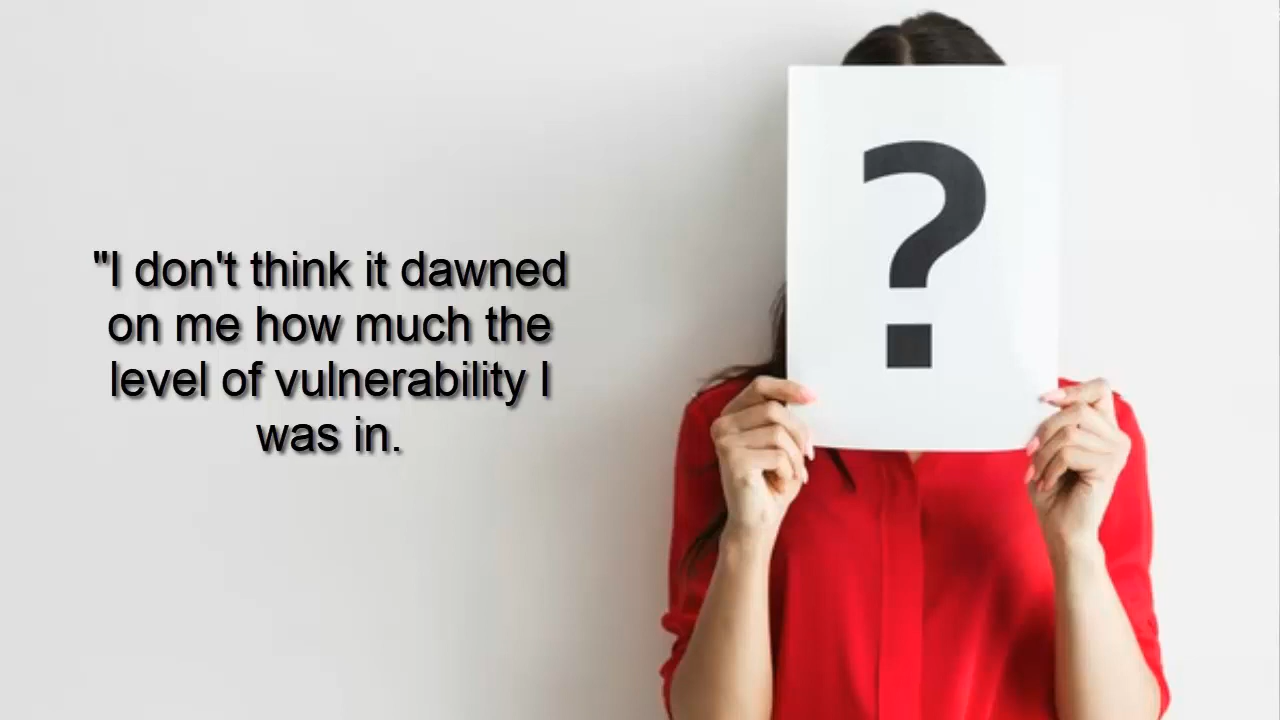 "I don't think it dawned
on me how much the
level of vulnerability I
was in.
?